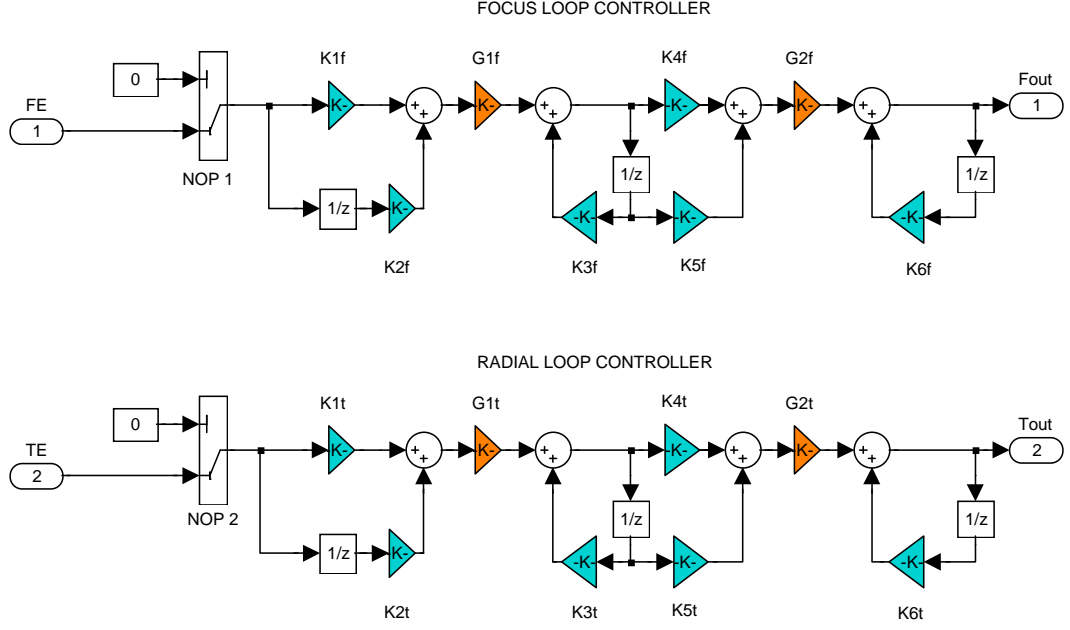 FOCUS LOOP CONTROLLER
K1f
G1f
K4f
G2f
0
FE
1
K-
+
+
K-
+
+
-K-
+
+
K-
+
+
Fout
1
NOP 1
1/z
K-
1/z
-K-
-K-
1/z
-K-
K2f
K3f
K5f
K6f
RADIAL LOOP CONTROLLER
K1t
G1t
K4t
G2t
0
TE
2
K-
+
+
K-
+
+
-K-
+
+
K-
+
+
Tout
2
NOP 2
1/z
K-
1/z
-K-
-K-
1/z
-K-
K2t
K3t
K5t
K6t